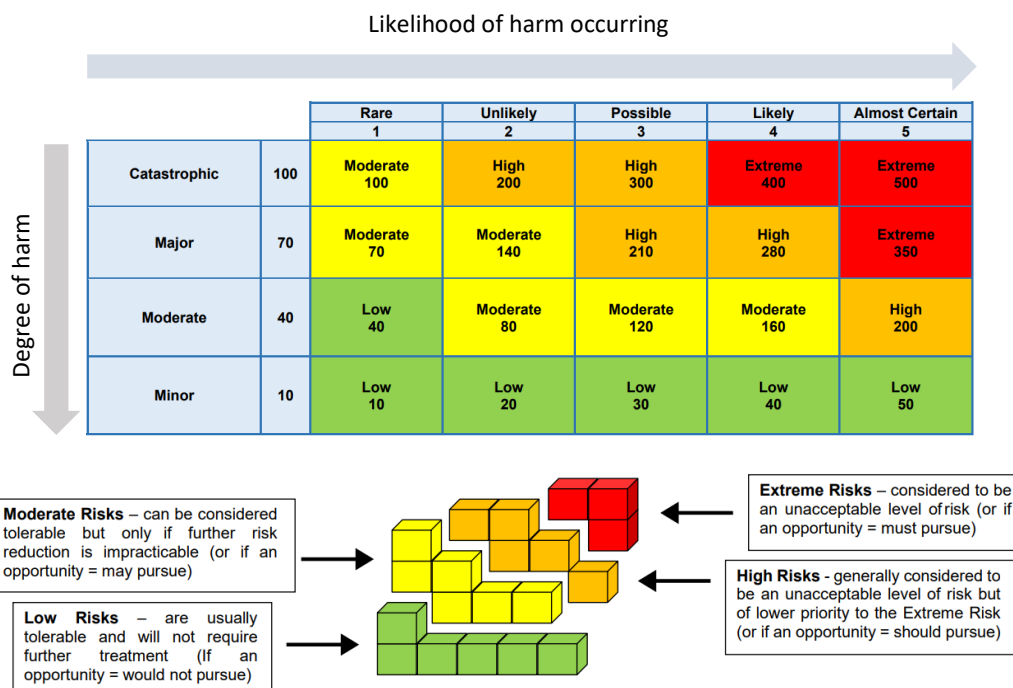 Likelihood of harm occurring
Rare Unlikely Possible Likely Almost Certain
1 2 3 4 5
Degree of harm
Catastrophic 100 Moderate 100 High 200 High 300 Extreme 400 Extreme 500
Major 70 Moderate 70 Moderate 140 High 210 High 280 Extreme 350
Moderate 40 Low 40 Moderate 80 Moderate 120 Moderate 160 High 200
Minor 10 Low 10 Low 20 Low 30 Low 40 Low 50
Moderate Risks – can be considered
tolerable but only if further risk
reduction is impracticable (or if an
opportunity = may pursue)
Low Risks – are usually
tolerable and will not require
further treatment (If an
opportunity = would not pursue)
Extreme Risks – considered to be
an unacceptable level of risk (or if
an opportunity = must pursue)
High Risks - generally considered to
be an unacceptable level of risk but
of lower priority to the Extreme Risk
(or if an opportunity = should pursue)